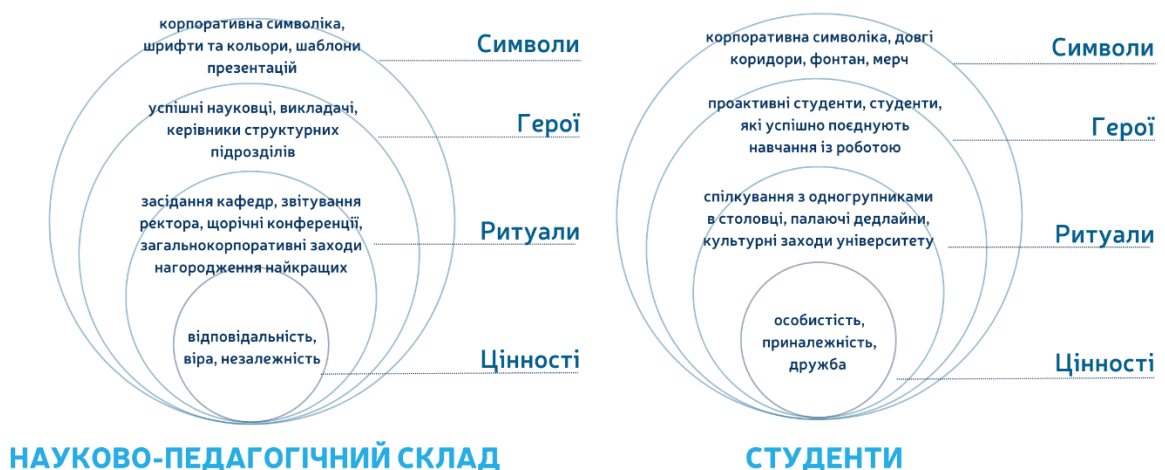 корпоративна символіка,
шрифти та кольори, шаблони
презентацій
Символи
успішні науковці, викладачі,
керівники структурних
підрозділів
Герої
засідання кафедр, звітування
ректора, щорічні конференції,
загальнокорпоративні заходи
нагородження найкращих
Ритуали
відповідальність,
віра, незалежність
Цінності
НАУКОВО-ПЕДАГОГІЧНИЙ СКЛАД
корпоративна символіка, довгі
коридори, фонтан, мерч
Символи
проактивні студенти, студенти,
які успішно поєднують
навчання із роботою
Герої
спілкування з одногрупниками
в столовці, палаючі дедлайни,
культурні заходи університету
Ритуали
особистість,
приналежність,
дружба
Цінності
СТУДЕНТИ